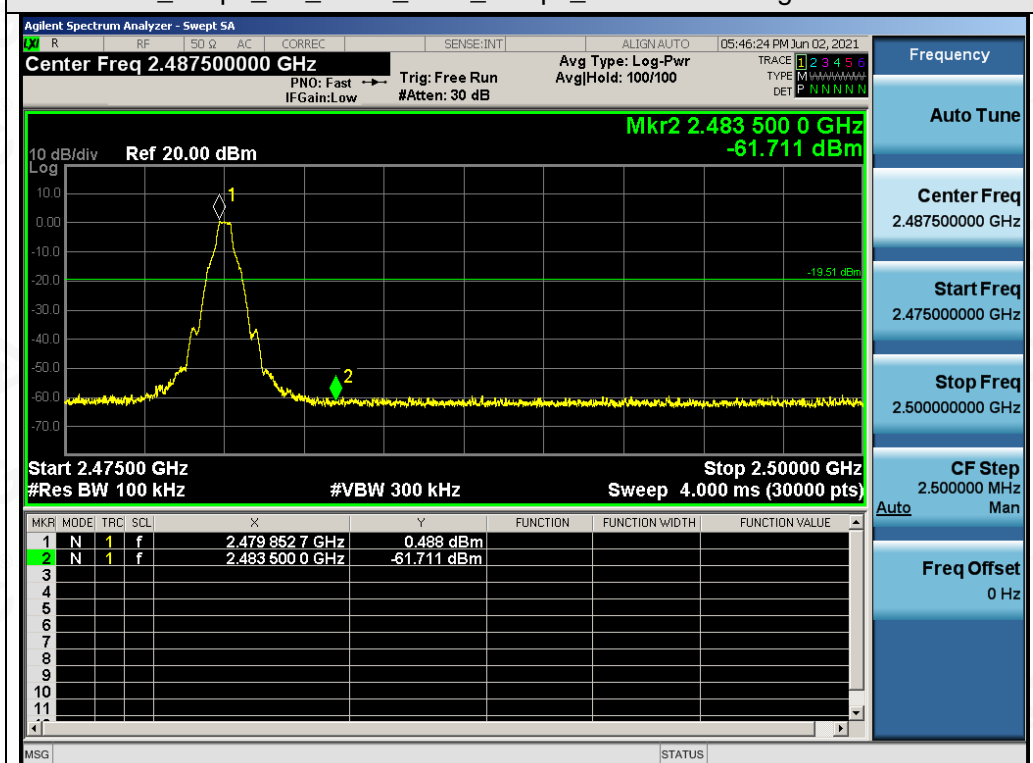 Agilent Spectrum Analyzer - Swept SA
LXI R RF 50 Ω AC CORREC SENSE:INT ALIGN AUTO 05:46:24 PM Jun 02, 2021
Center Freq 2.487500000 GHz
PNO: Fast
IFGain:Low
Trig: Free Run
#Atten: 30 dB
Avg Type: Log-Pwr
Avg|Hold: 100/100
TRACE 1 2 3 4 5 6
TYPE M
DET P N N N N N
Mkr2 2.483 500 0 GHz
-61.711 dBm
10 dB/div Ref 20.00 dBm
Log
10.0
0.00
-10.0
-20.0
-30.0
-40.0
-50.0
-60.0
-70.0
1
2
-19.51 dBm
Start 2.47500 GHz Stop 2.50000 GHz
#Res BW 100 kHz #VBW 300 kHz Sweep 4.000 ms (30000 pts)
MKR MODE TRC SCL X Y FUNCTION FUNCTION WIDTH FUNCTION VALUE
1 N 1 f 2.479 852 7 GHz 0.488 dBm
2 N 1 f 2.483 500 0 GHz -61.711 dBm
3
4
5
6
7
8
9
10
11
MSG STATUS
Frequency
Auto Tune
Center Freq
2.487500000 GHz
Start Freq
2.475000000 GHz
Stop Freq
2.500000000 GHz
CF Step
2.500000 MHz
Auto Man
Freq Offset
0 Hz